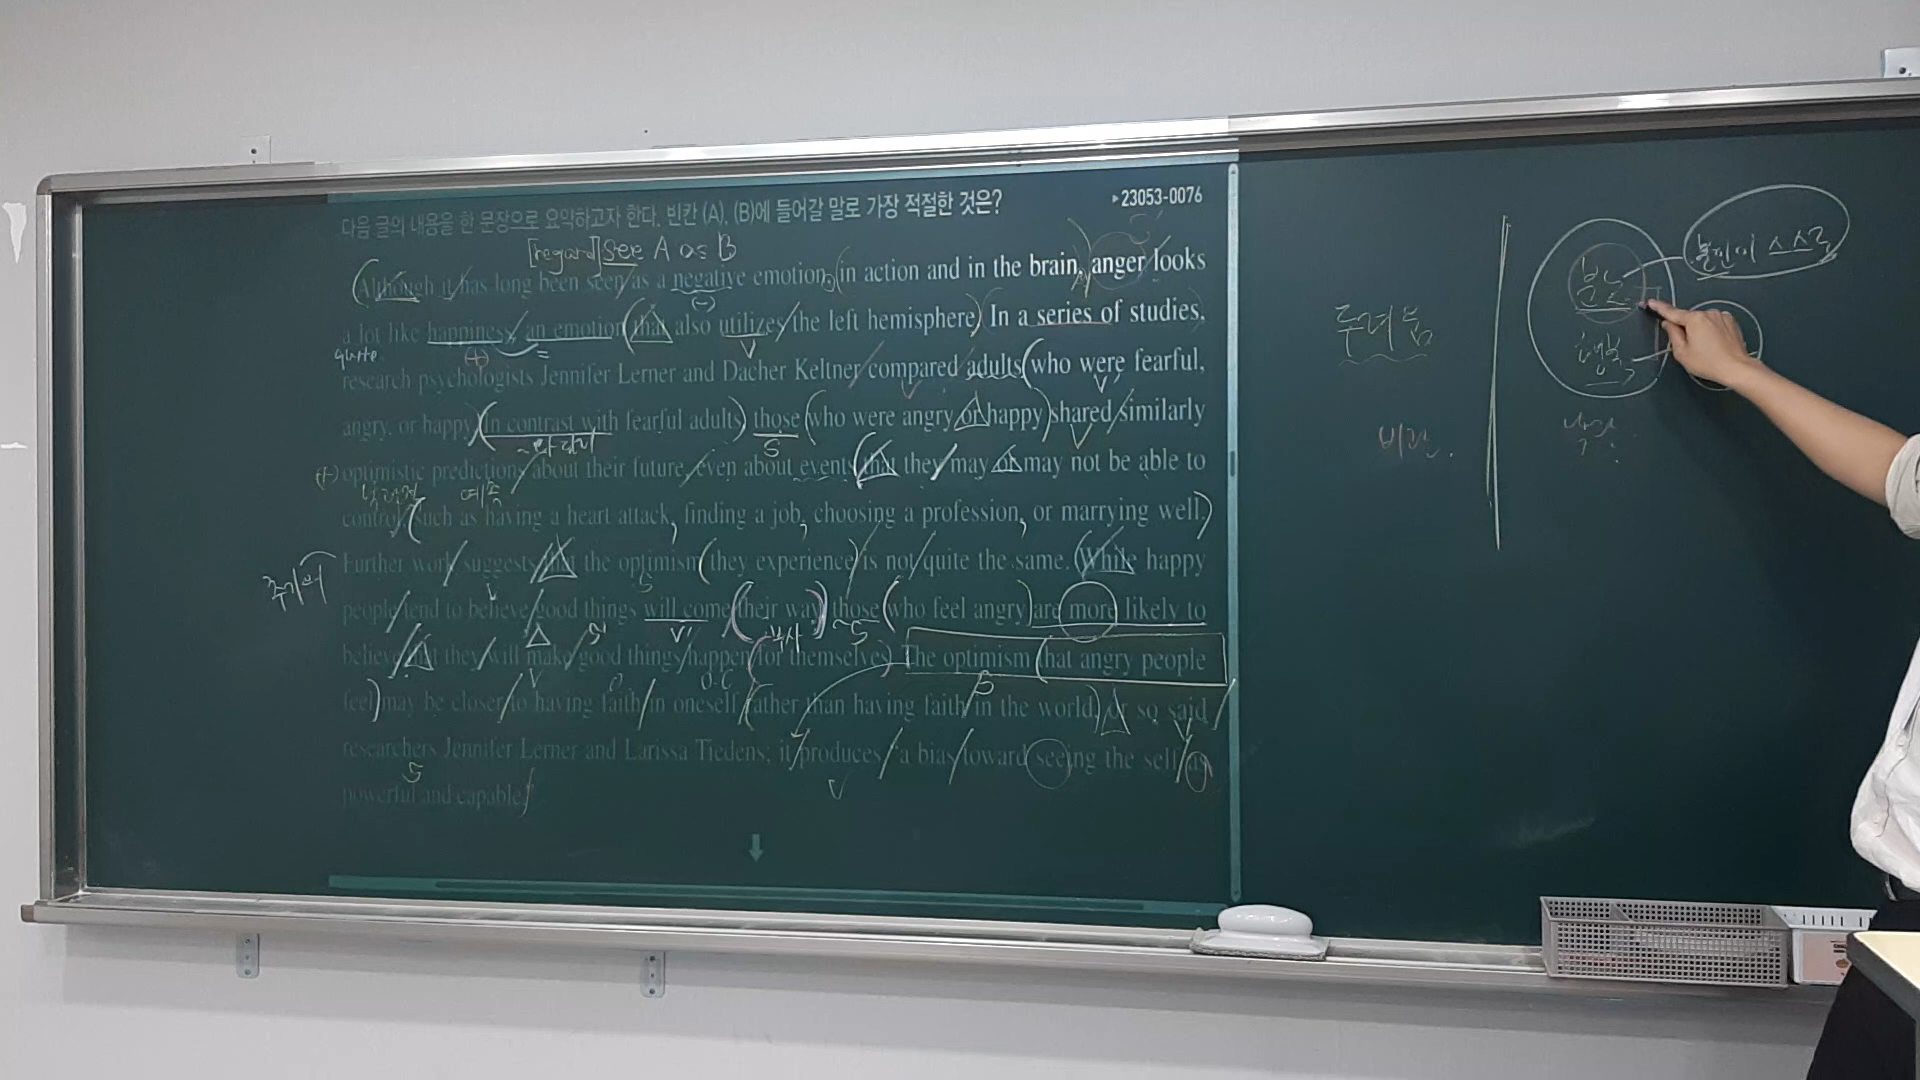 다음 글의 내용을 한 문장으로 요약하고자 한다. 빈칸 (A), (B)에 들어갈 말로 가장 적절한 것은?
▸23053-0076
[regard] see A as B
Although it has long been seen as a negative emotion, in action and in the brain, anger looks
(-)
a lot like happiness, an emotion that also utilizes the left hemisphere. In a series of studies,
quite (+) = V
research psychologists Jennifer Lerner and Dacher Keltner compared adults who were fearful,
V V
angry, or happy. In contrast with fearful adults, those who were angry or happy shared similarly
S V
(+) optimistic predictions about their future, even about events that they may or may not be able to
낙관적 예측
control, such as having a heart attack, finding a job, choosing a profession, or marrying well.
Further work suggests that the optimism they experience is not quite the same. While happy
추가의 V S
people tend to believe good things will come their way, those who feel angry are more likely to
S' V' 부사 S
believe that they will make good things happen for themselves. The optimism that angry people
V O O.C S
feel may be closer to having faith in oneself rather than having faith in the world, or so said
V
researchers Jennifer Lerner and Larissa Tiedens; it produces a bias toward seeing the self as
S V
powerful and capable.
두려움
비관.
분노
본인이 스스로
행복
낙관.